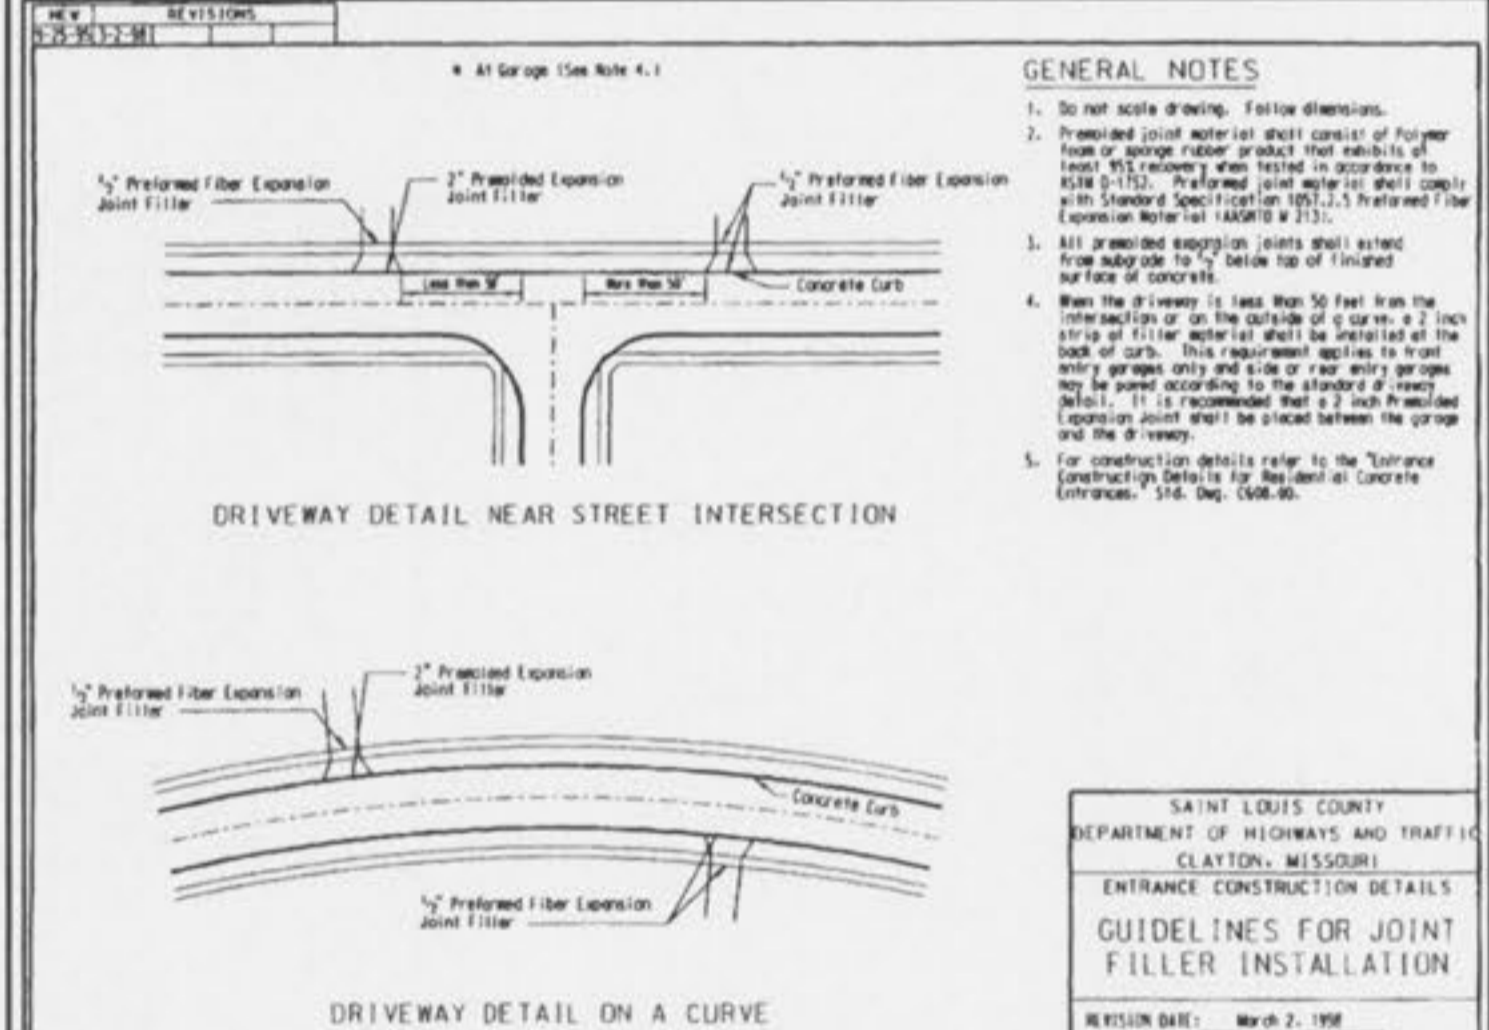 NEW REVISIONS
9-25-95 3-2-98
* At Garage (See Note 4.)
1/2" Preformed Fiber Expansion
Joint Filler
2" Premolded Expansion
Joint Filler
1/2" Preformed Fiber Expansion
Joint Filler
Less than 50'
More than 50'
Concrete Curb
DRIVEWAY DETAIL NEAR STREET INTERSECTION
1/2" Preformed Fiber Expansion
Joint Filler
2" Premolded Expansion
Joint Filler
Concrete Curb
1/2" Preformed Fiber Expansion
Joint Filler
DRIVEWAY DETAIL ON A CURVE
GENERAL NOTES
1. Do not scale drawing. Follow dimensions.
2. Premolded joint material shall consist of Polymer
foam or sponge rubber product that exhibits at
least 95% recovery when tested in accordance to
ASTM D-1752. Preformed joint material shall comply
with Standard Specification 1057.2.5 Preformed Fiber
Expansion Material (AASHTO M 213).
3. All premolded expansion joints shall extend
from subgrade to 1/2" below top of finished
surface of concrete.
4. When the driveway is less than 50 feet from the
intersection or on the outside of a curve, a 2 inch
strip of filler material shall be installed at the
back of curb. This requirement applies to front
entry garages only and side or rear entry garages
may be paved according to the standard driveway
detail. It is recommended that a 2 inch Premolded
Expansion Joint shall be placed between the garage
and the driveway.
5. For construction details refer to the "Entrance
Construction Details for Residential Concrete
Entrances." Std. Dwg. C608.00.
SAINT LOUIS COUNTY
DEPARTMENT OF HIGHWAYS AND TRAFFIC
CLAYTON, MISSOURI
ENTRANCE CONSTRUCTION DETAILS
GUIDELINES FOR JOINT
FILLER INSTALLATION
REVISION DATE: March 2, 1998